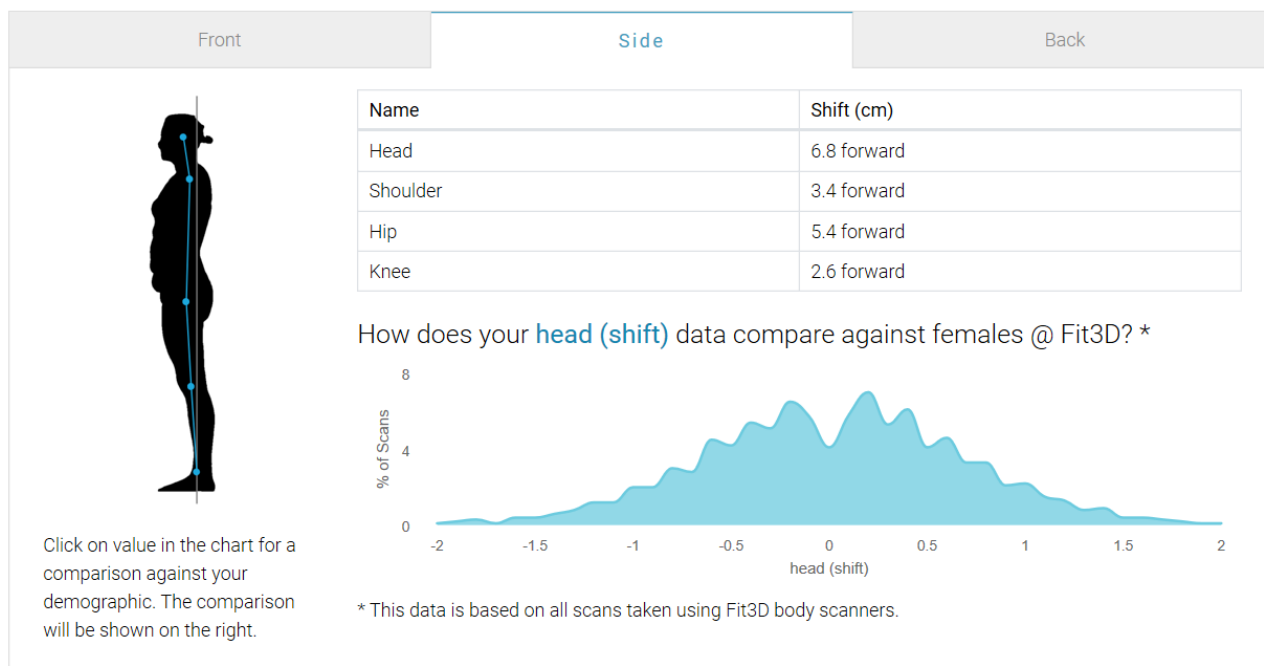 Front
Side
Back
Name Shift (cm)
Head 6.8 forward
Shoulder 3.4 forward
Hip 5.4 forward
Knee 2.6 forward
How does your head (shift) data compare against females @ Fit3D? *
8
4
0
% of Scans
-2 -1.5 -1 -0.5 0 0.5 1 1.5 2
head (shift)
Click on value in the chart for a
comparison against your
demographic. The comparison
will be shown on the right.
* This data is based on all scans taken using Fit3D body scanners.